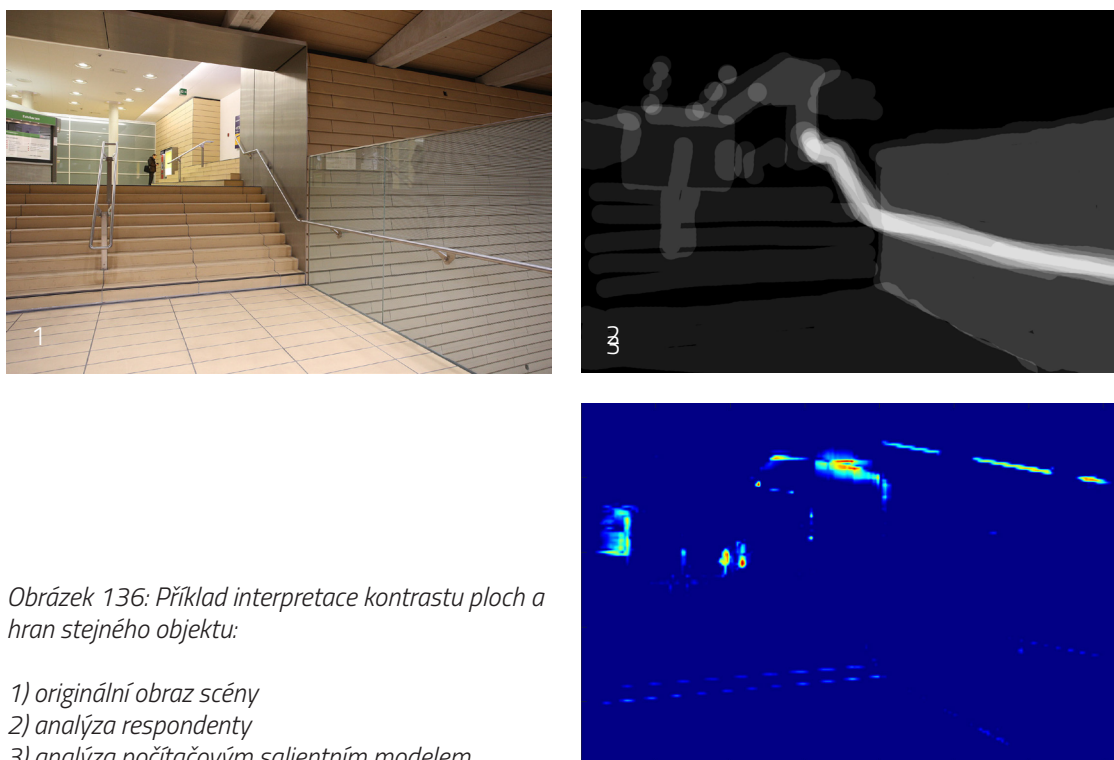 1
2
3
Obrázek 136: Příklad interpretace kontrastu ploch a
hran stejného objektu:
1) originální obraz scény
2) analýza respondenty
3) analýza počítačovým salientním modelem